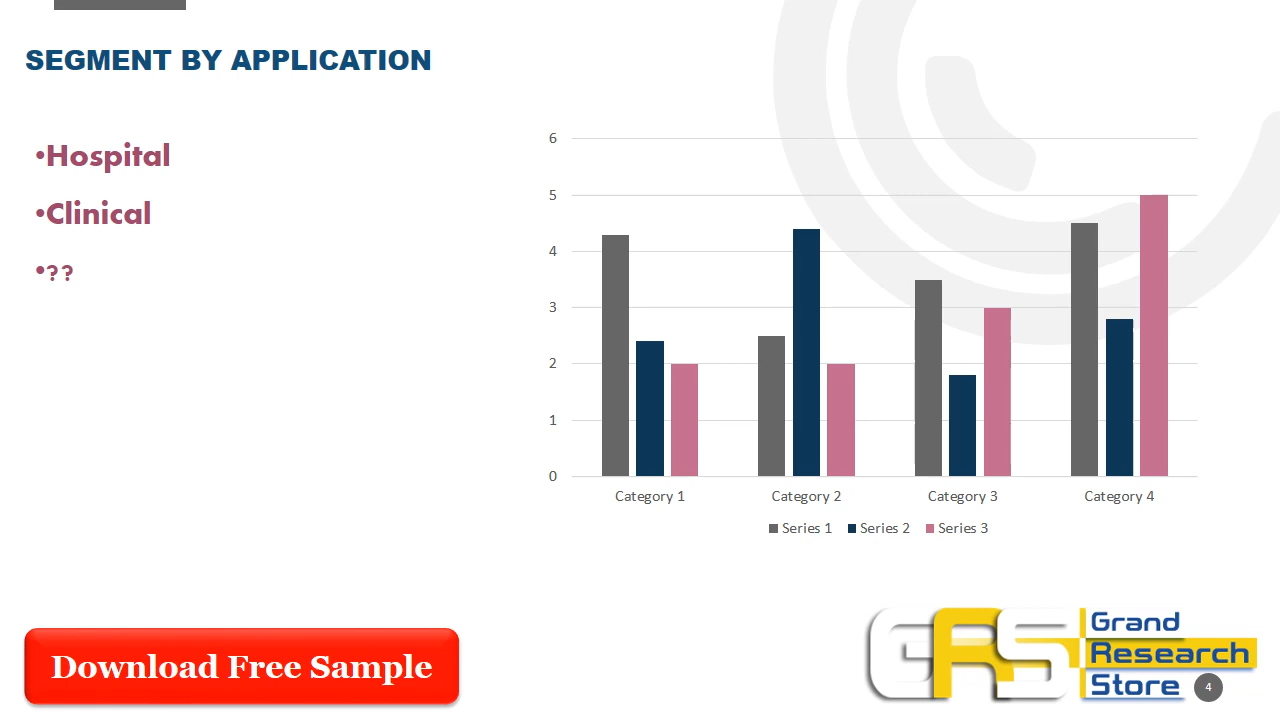 SEGMENT BY APPLICATION
•Hospital
•Clinical
•??
6
5
4
3
2
1
0
Category 1 Category 2 Category 3 Category 4
Series 1 Series 2 Series 3
Download Free Sample
GRS
Grand
Research
Store
4